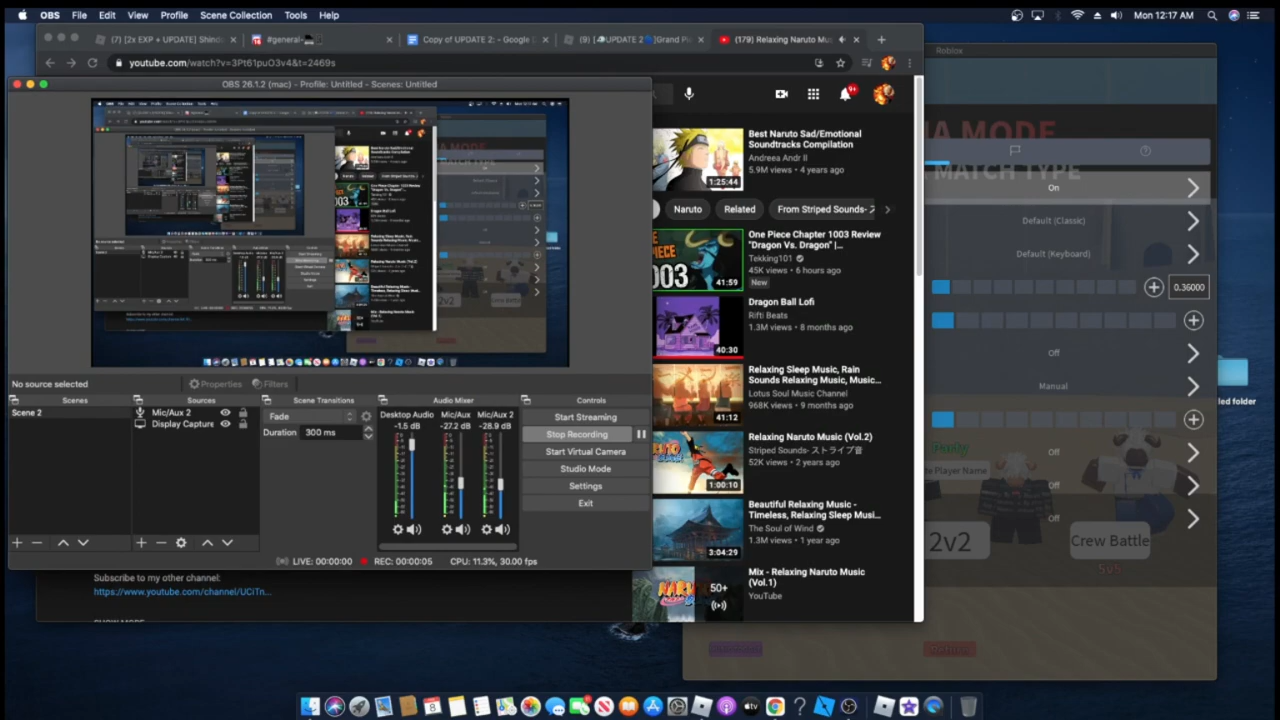 OBS File Edit View Profile Scene Collection Tools Help
Mon 12:17 AM
(7) [2x EXP + UPDATE] Shindo
#general-
Copy of UPDATE 2: - Google D
UPDATE 2
Grand Pi
(179) Relaxing Naruto Mus
Roblox
youtube.com/watch?v=3Pt61puO3v4&t=2469s
OBS 26.1.2 (mac) - Profile: Untitled - Scenes: Untitled
9+
Best Naruto Sad/Emotional
Soundtracks Compilation
Andreea Andr II
5.9M views • 4 years ago
1:25:44
Naruto
Related
From Striped Sounds- ス
One Piece Chapter 1003 Review
"Dragon Vs. Dragon" |...
Tekking101
45K views • 6 hours ago
New
41:59
Dragon Ball Lofi
Rifti Beats
1.3M views • 8 months ago
40:30
Relaxing Sleep Music, Rain
Sounds Relaxing Music, Music...
Lotus Soul Music Channel
968K views • 9 months ago
41:12
Relaxing Naruto Music (Vol.2)
Striped Sounds- ストライプ音
52K views • 2 years ago
1:00:10
Beautiful Relaxing Music -
Timeless, Relaxing Sleep Musi...
The Soul of Wind
1.3M views • 1 year ago
3:04:29
Mix - Relaxing Naruto Music
(Vol.1)
YouTube
50+
MODE
MATCH TYPE
On
Default (Classic)
Default (Keyboard)
0.36000
Off
Manual
Off
Off
Off
Party
Player Name
2v2
Crew Battle
5v5
No source selected
Properties
Filters
Scenes
Sources
Scene Transitions
Audio Mixer
Controls
Scene 2
Mic/Aux 2
Display Capture
Fade
Duration 300 ms
Desktop Audio
-1.5 dB
Mic/Aux
-27.2 dB
Mic/Aux 2
-28.9 dB
Start Streaming
Stop Recording
Start Virtual Camera
Studio Mode
Settings
Exit
LIVE: 00:00:00
REC: 00:00:05
CPU: 11.3%, 30.00 fps
Subscribe to my other channel:
https://www.youtube.com/channel/UCiTn...
led folder